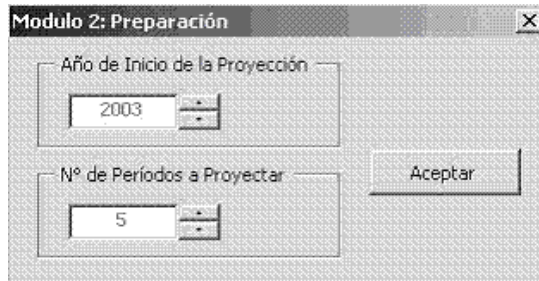 Modulo 2: Preparación
Año de Inicio de la Proyección
2003
Nº de Períodos a Proyectar
5
Aceptar